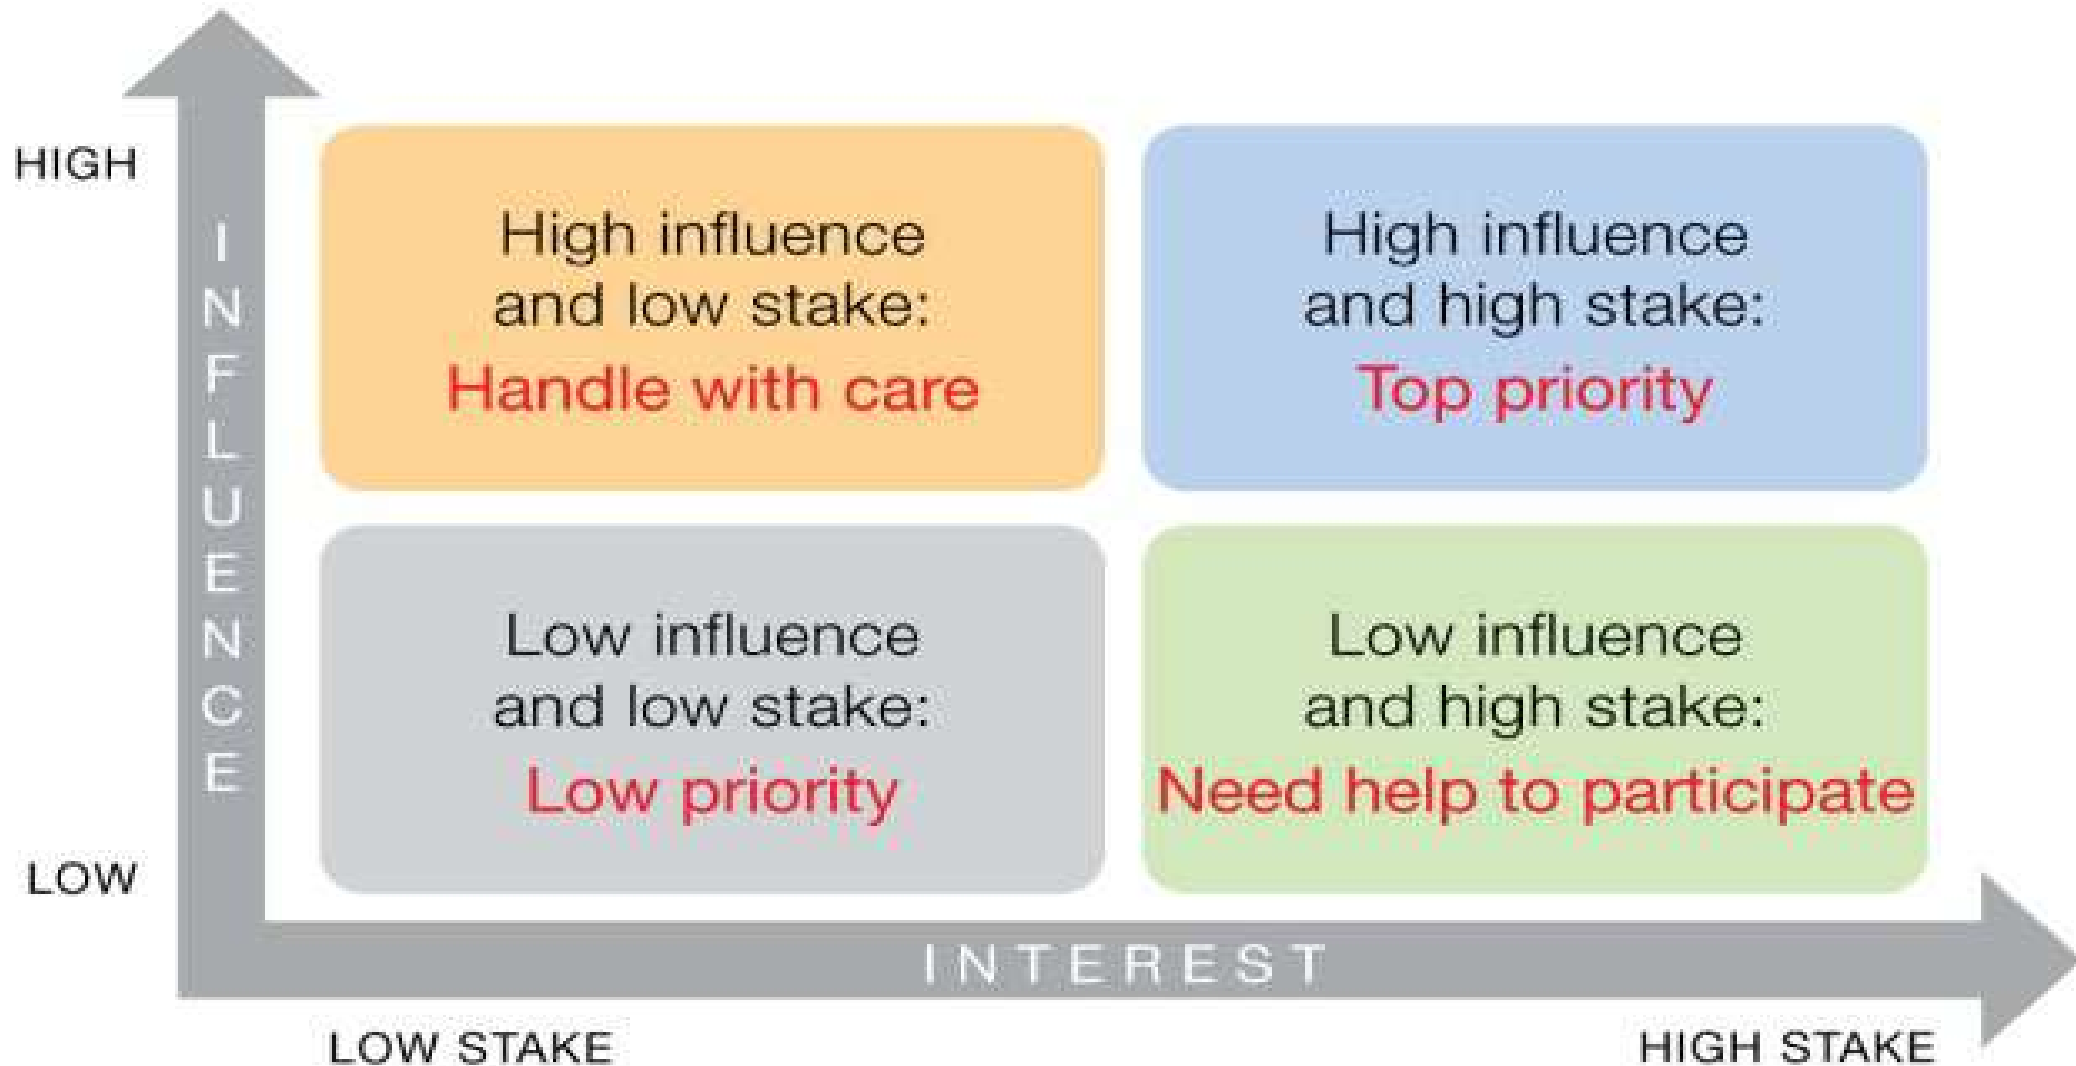 HIGH
INFLUENCE
High influence
and low stake:
Handle with care
High influence
and high stake:
Top priority
Low influence
and low stake:
Low priority
Low influence
and high stake:
Need help to participate
LOW
INTEREST
LOW STAKE
HIGH STAKE